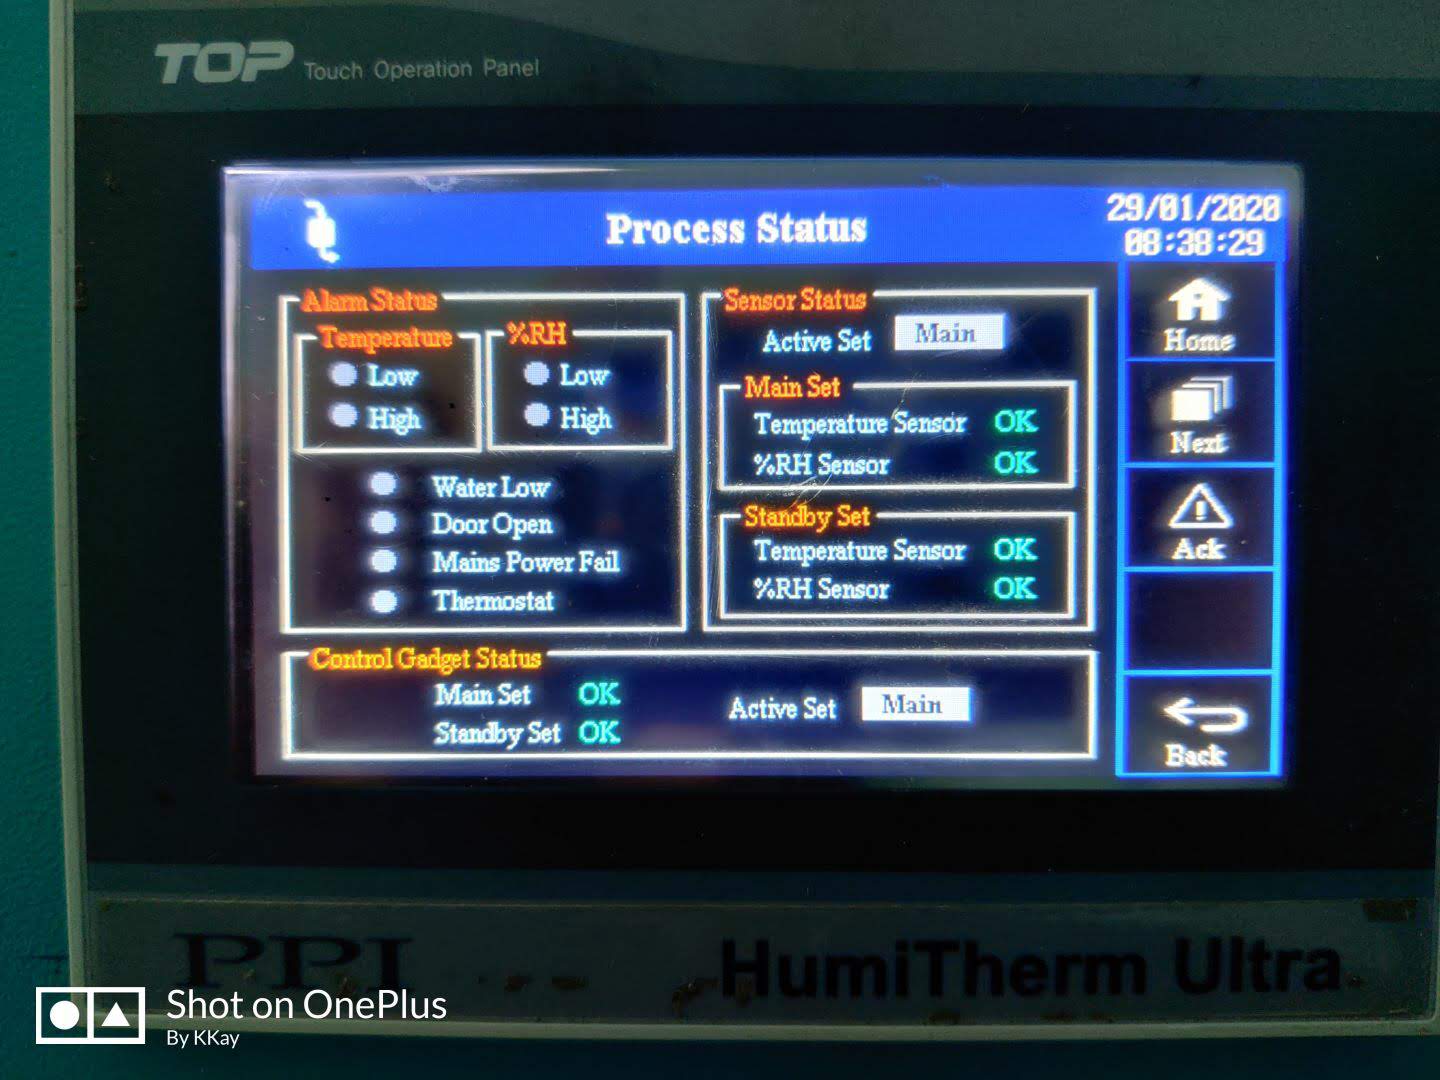 TOP Touch Operation Panel
Process Status
29/01/2020
08:38:29
Alarm Status
Temperature
Low
High
%RH
Low
High
Water Low
Door Open
Mains Power Fail
Thermostat
Sensor Status
Active Set Main
Main Set
Temperature Sensor OK
%RH Sensor OK
Standby Set
Temperature Sensor OK
%RH Sensor OK
Control Gadget Status
Main Set OK
Standby Set OK
Active Set Main
Home
Next
Ack
Back
PPI HumiTherm Ultra
Shot on OnePlus
By KKay